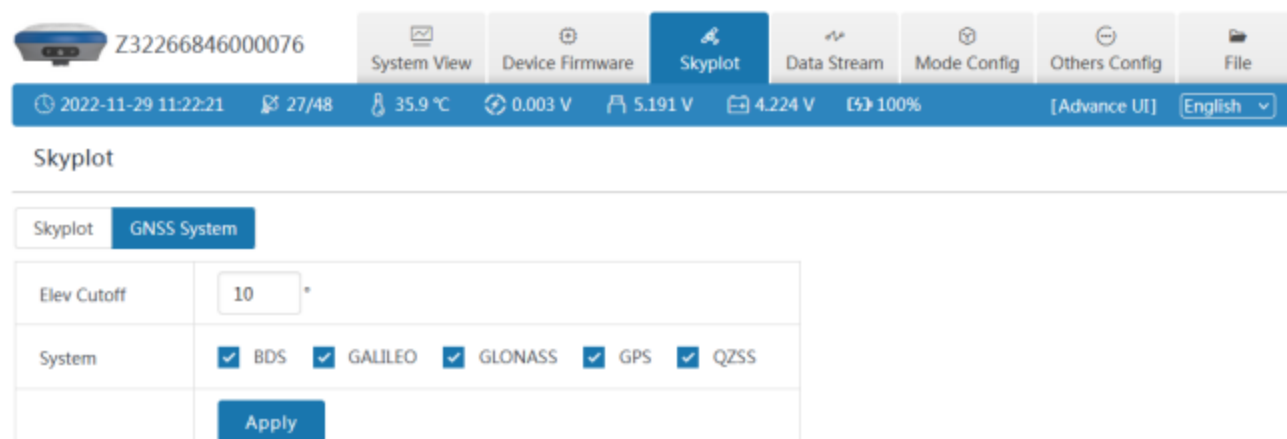 Z32266846000076
System View Device Firmware Skyplot Data Stream Mode Config Others Config File
2022-11-29 11:22:21 27/48 35.9 ℃ 0.003 V 5.191 V 4.224 V 100% [Advance UI] English
Skyplot
Skyplot GNSS System
Elev Cutoff 10 °
System BDS GALILEO GLONASS GPS QZSS
Apply